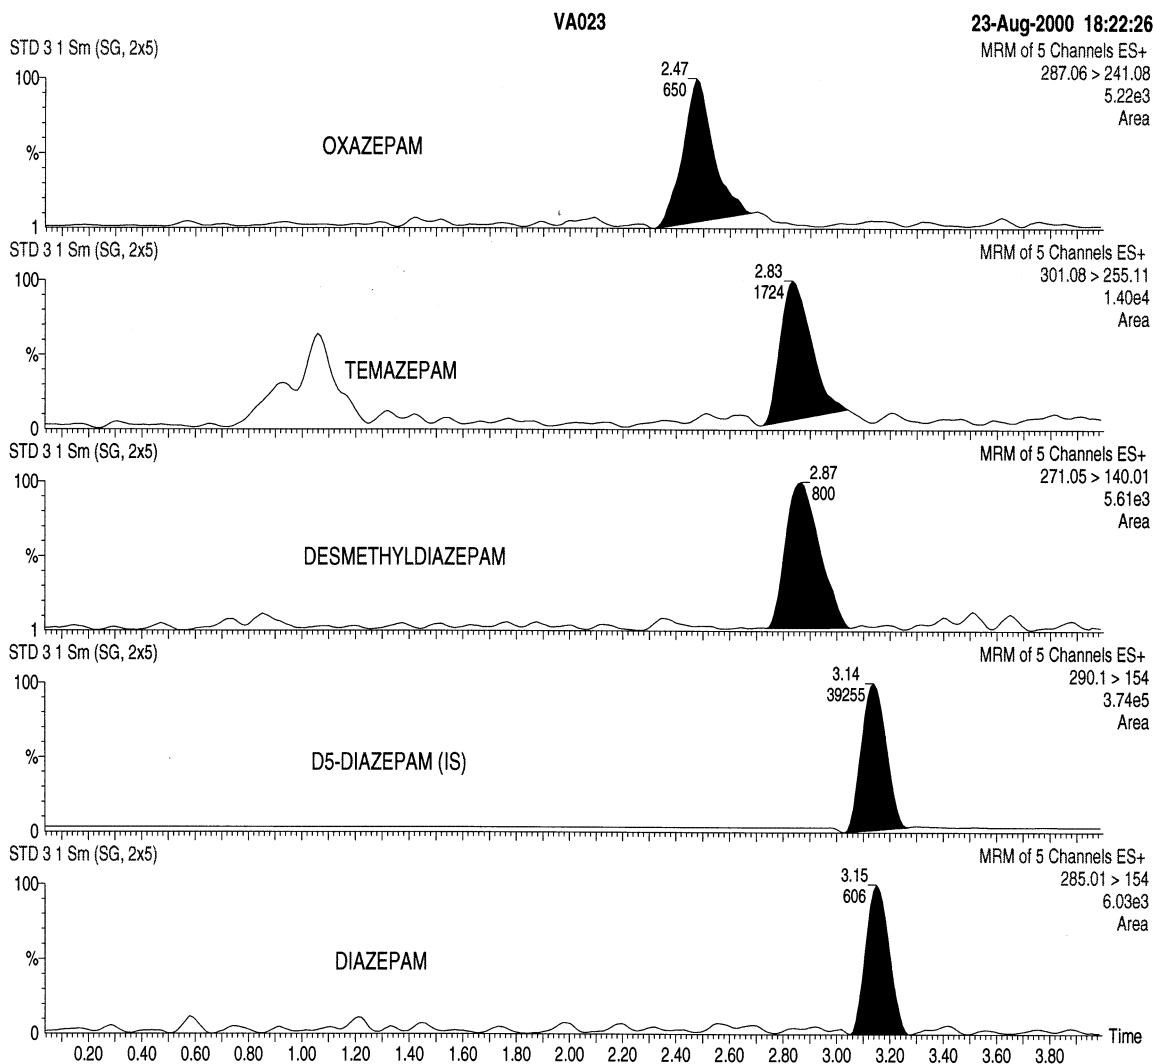 VA023
23-Aug-2000 18:22:26
STD 3 1 Sm (SG, 2x5)
MRM of 5 Channels ES+
287.06 > 241.08
5.22e3
Area
100
%
1
2.47
650
OXAZEPAM
STD 3 1 Sm (SG, 2x5)
MRM of 5 Channels ES+
301.08 > 255.11
1.40e4
Area
100
%
0
2.83
1724
TEMAZEPAM
STD 3 1 Sm (SG, 2x5)
MRM of 5 Channels ES+
271.05 > 140.01
5.61e3
Area
100
%
1
2.87
800
DESMETHYLDIAZEPAM
STD 3 1 Sm (SG, 2x5)
MRM of 5 Channels ES+
290.1 > 154
3.74e5
Area
100
%
0
3.14
39255
D5-DIAZEPAM (IS)
STD 3 1 Sm (SG, 2x5)
MRM of 5 Channels ES+
285.01 > 154
6.03e3
Area
100
%
0
3.15
606
DIAZEPAM
Time
0.20 0.40 0.60 0.80 1.00 1.20 1.40 1.60 1.80 2.00 2.20 2.40 2.60 2.80 3.00 3.20 3.40 3.60 3.80